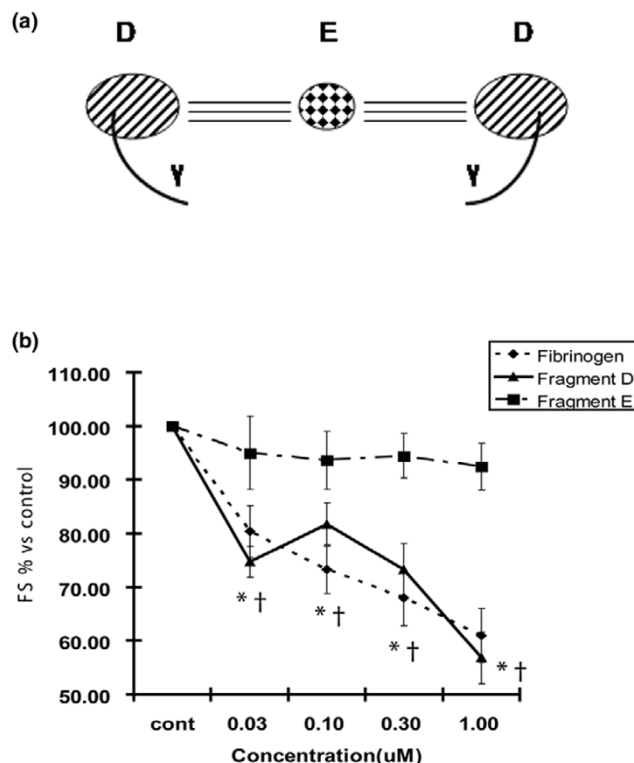 (a)
D E D
γ γ
(b)
Fibrinogen
Fragment D
Fragment E
110.00
100.00
90.00
80.00
70.00
60.00
50.00
FS % vs control
* † * † * † * †
cont 0.03 0.10 0.30 1.00
Concentration(uM)